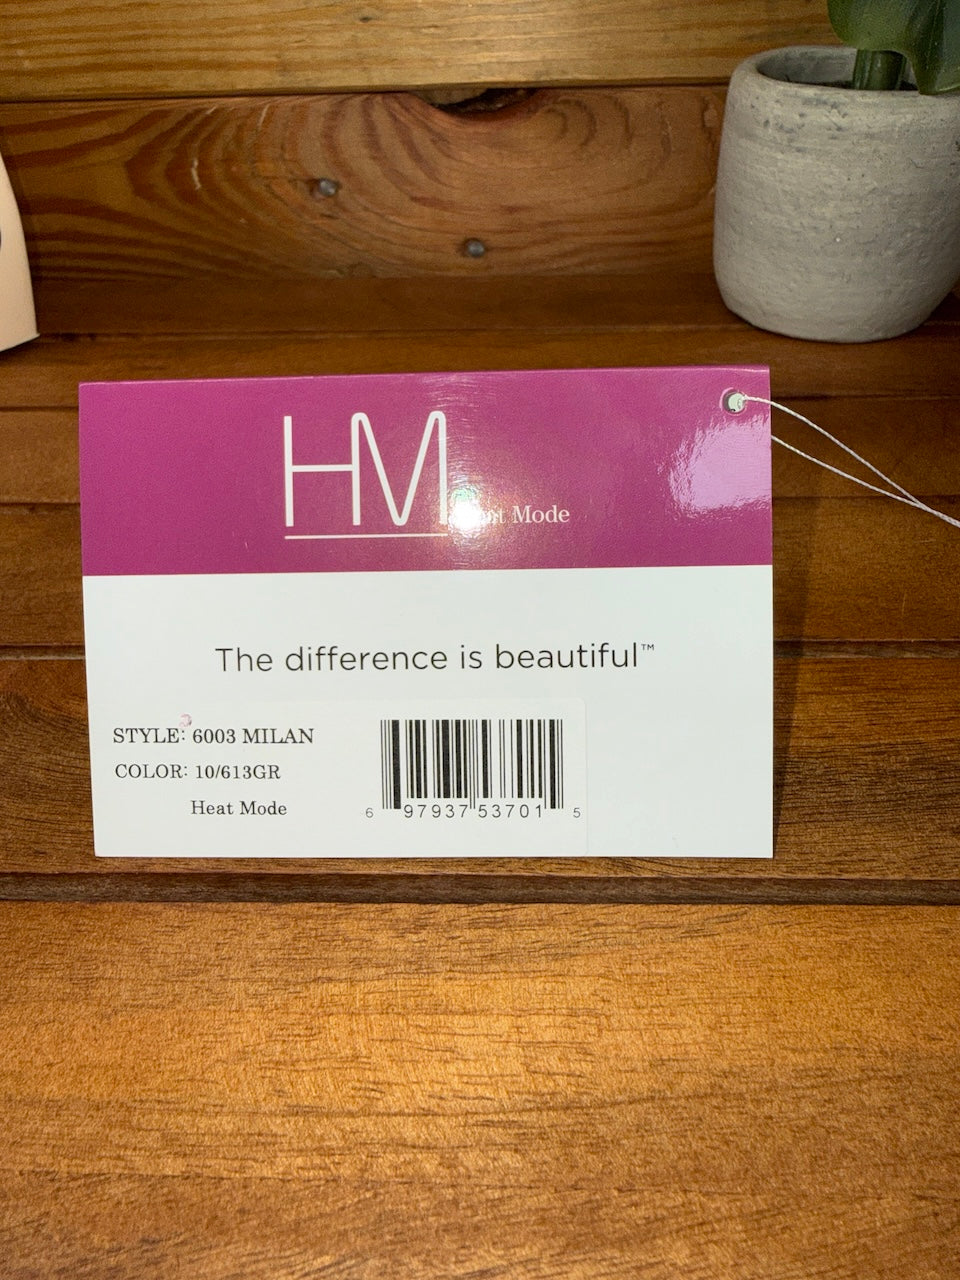 HM
Mode
The difference is beautiful™
STYLE: 6003 MILAN
COLOR: 10/613GR
Heat Mode
6 97937 53701 5